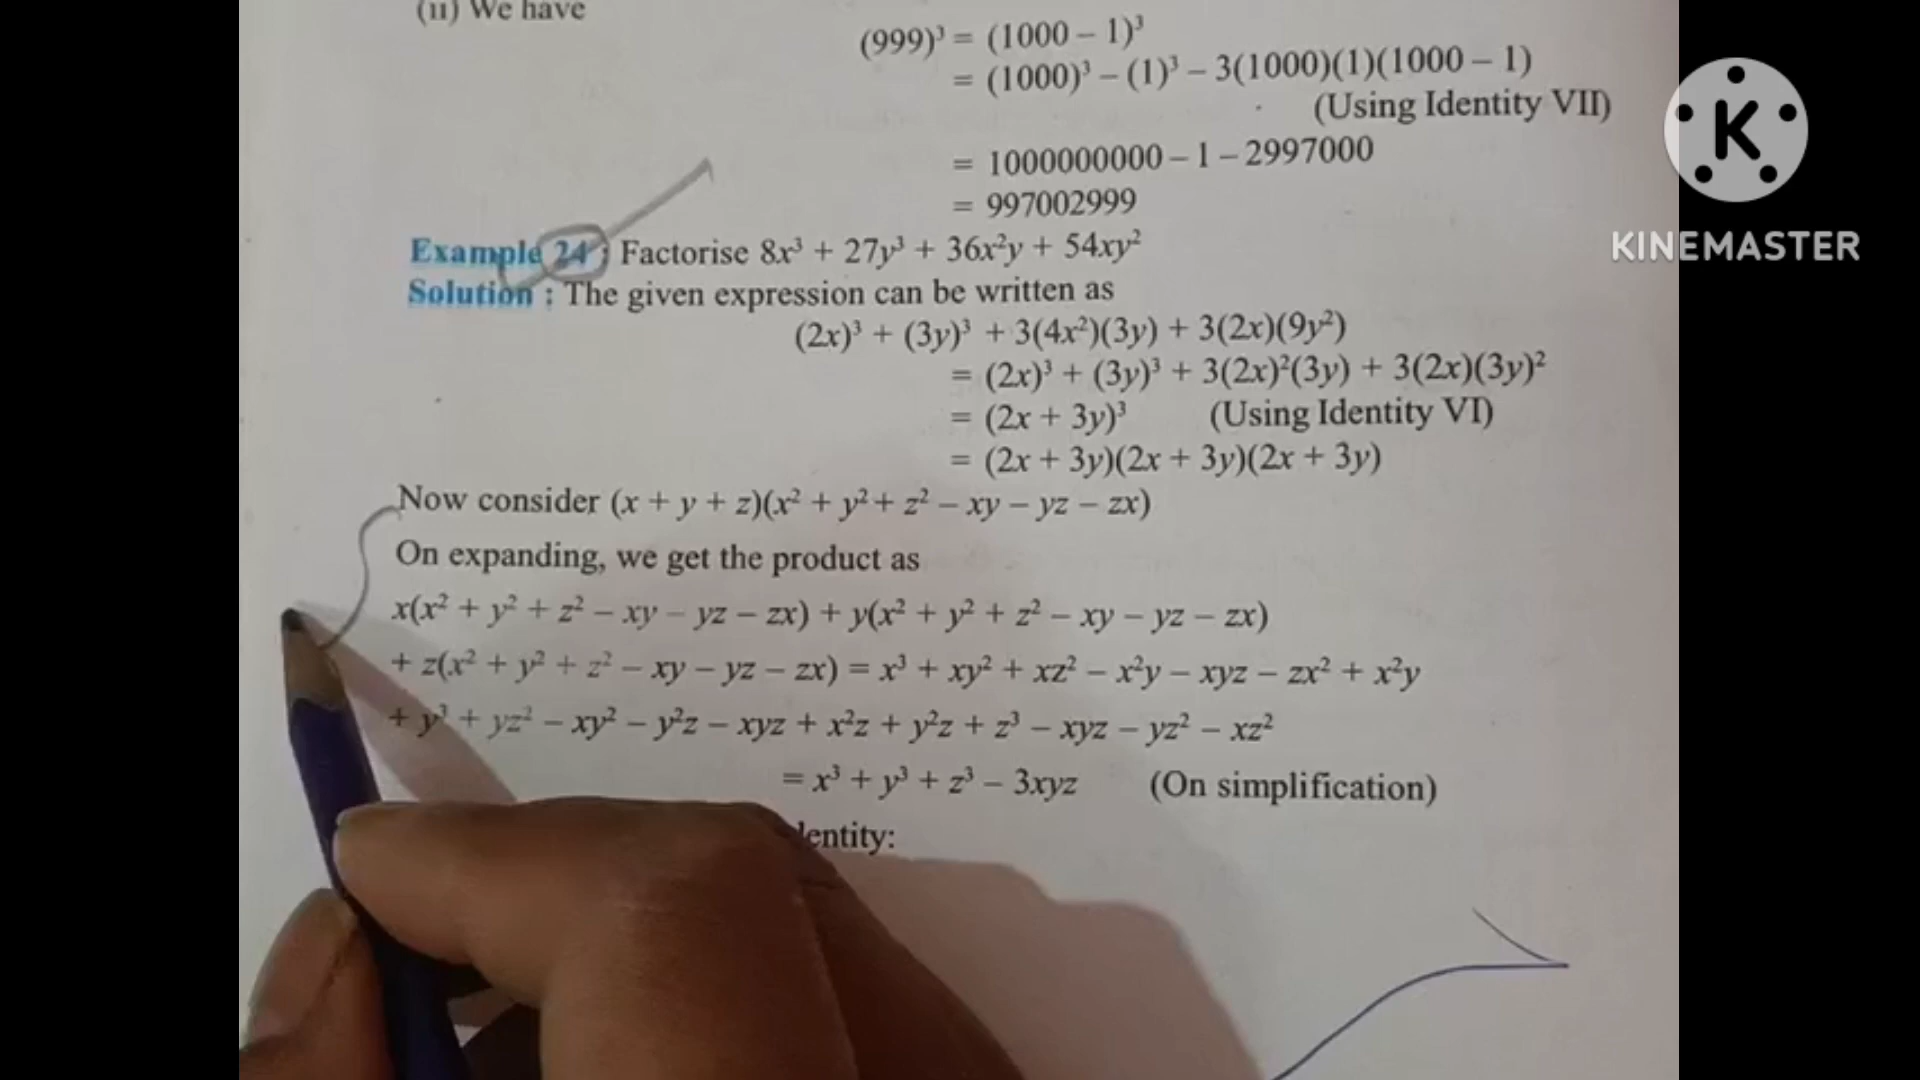 (ii) We have
(999)³ = (1000 – 1)³
= (1000)³ – (1)³ – 3(1000)(1)(1000 – 1)
(Using Identity VII)
= 1000000000 – 1 – 2997000
= 997002999
Example 24 : Factorise 8x³ + 27y³ + 36x²y + 54xy²
Solution : The given expression can be written as
(2x)³ + (3y)³ + 3(4x²)(3y) + 3(2x)(9y²)
= (2x)³ + (3y)³ + 3(2x)²(3y) + 3(2x)(3y)²
= (2x + 3y)³ (Using Identity VI)
= (2x + 3y)(2x + 3y)(2x + 3y)
Now consider (x + y + z)(x² + y² + z² – xy – yz – zx)
On expanding, we get the product as
x(x² + y² + z² – xy – yz – zx) + y(x² + y² + z² – xy – yz – zx)
+ z(x² + y² + z² – xy – yz – zx) = x³ + xy² + xz² – x²y – xyz – zx² + x²y
+ y³ + yz² – xy² – y²z – xyz + x²z + y²z + z³ – xyz – yz² – xz²
= x³ + y³ + z³ – 3xyz (On simplification)
entity:
K
KINEMASTER